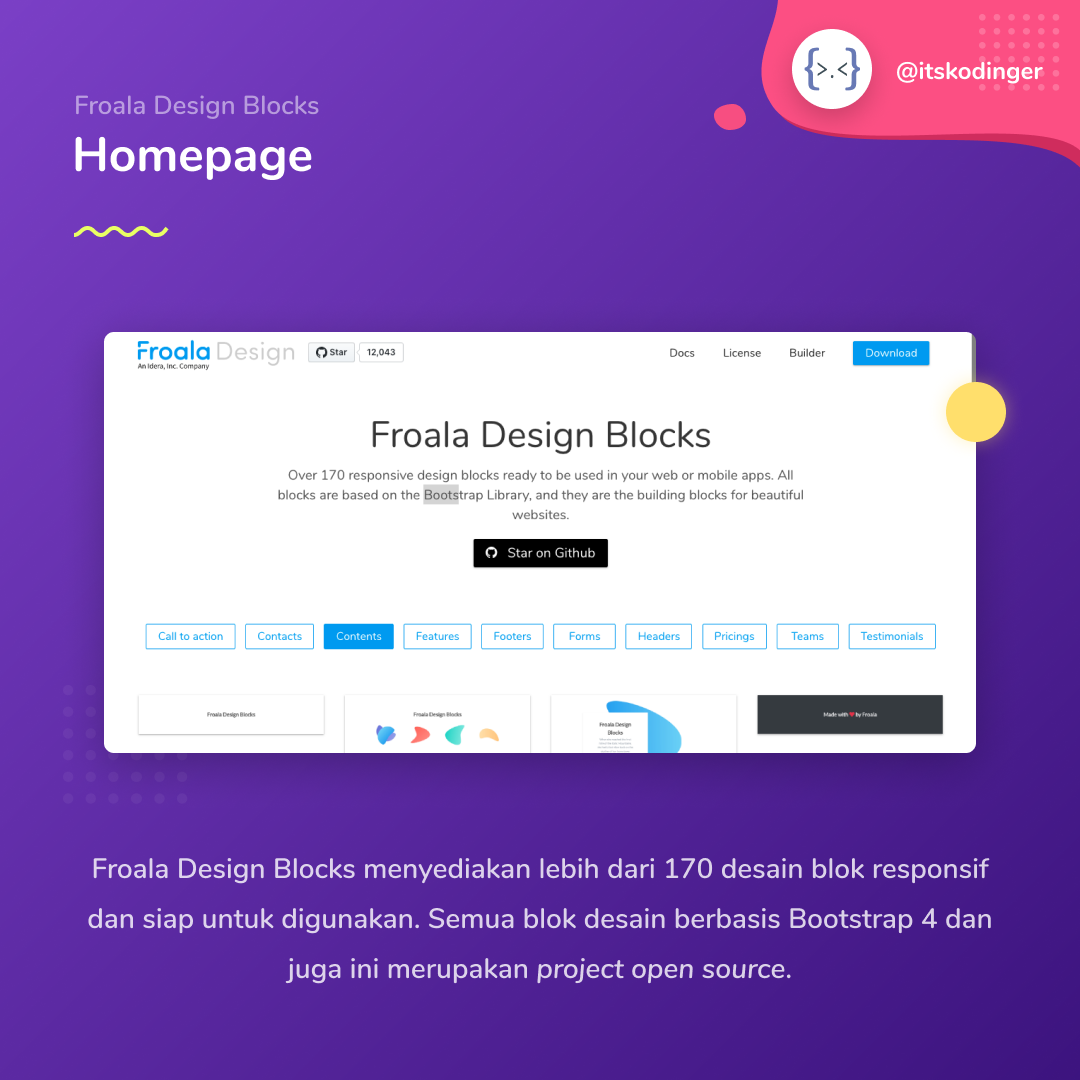 {>.<}
@itskodinger
Froala Design Blocks
Homepage
Froala Design
An Idera, Inc. Company
Star
12,043
Docs
License
Builder
Download
Froala Design Blocks
Over 170 responsive design blocks ready to be used in your web or mobile apps. All
blocks are based on the Bootstrap Library, and they are the building blocks for beautiful
websites.
Star on Github
Call to action
Contacts
Contents
Features
Footers
Forms
Headers
Pricings
Teams
Testimonials
Froala Design Blocks
Froala Design Blocks
Froala Design
Blocks
Made with ❤ by Froala
Froala Design Blocks menyediakan lebih dari 170 desain blok responsif
dan siap untuk digunakan. Semua blok desain berbasis Bootstrap 4 dan
juga ini merupakan project open source.